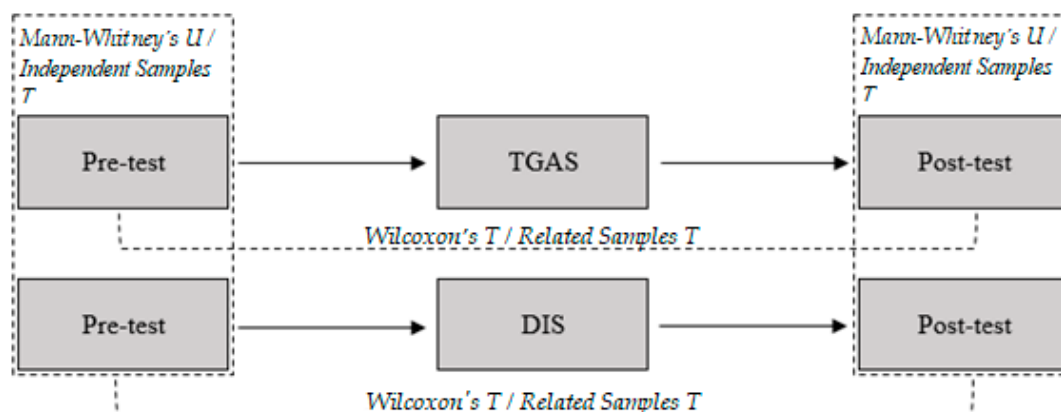 Mann-Whitney's U /
Independent Samples
T
Mann-Whitney's U /
Independent Samples
T
Pre-test
TGAS
Post-test
Wilcoxon's T / Related Samples T
Pre-test
DIS
Post-test
Wilcoxon's T / Related Samples T